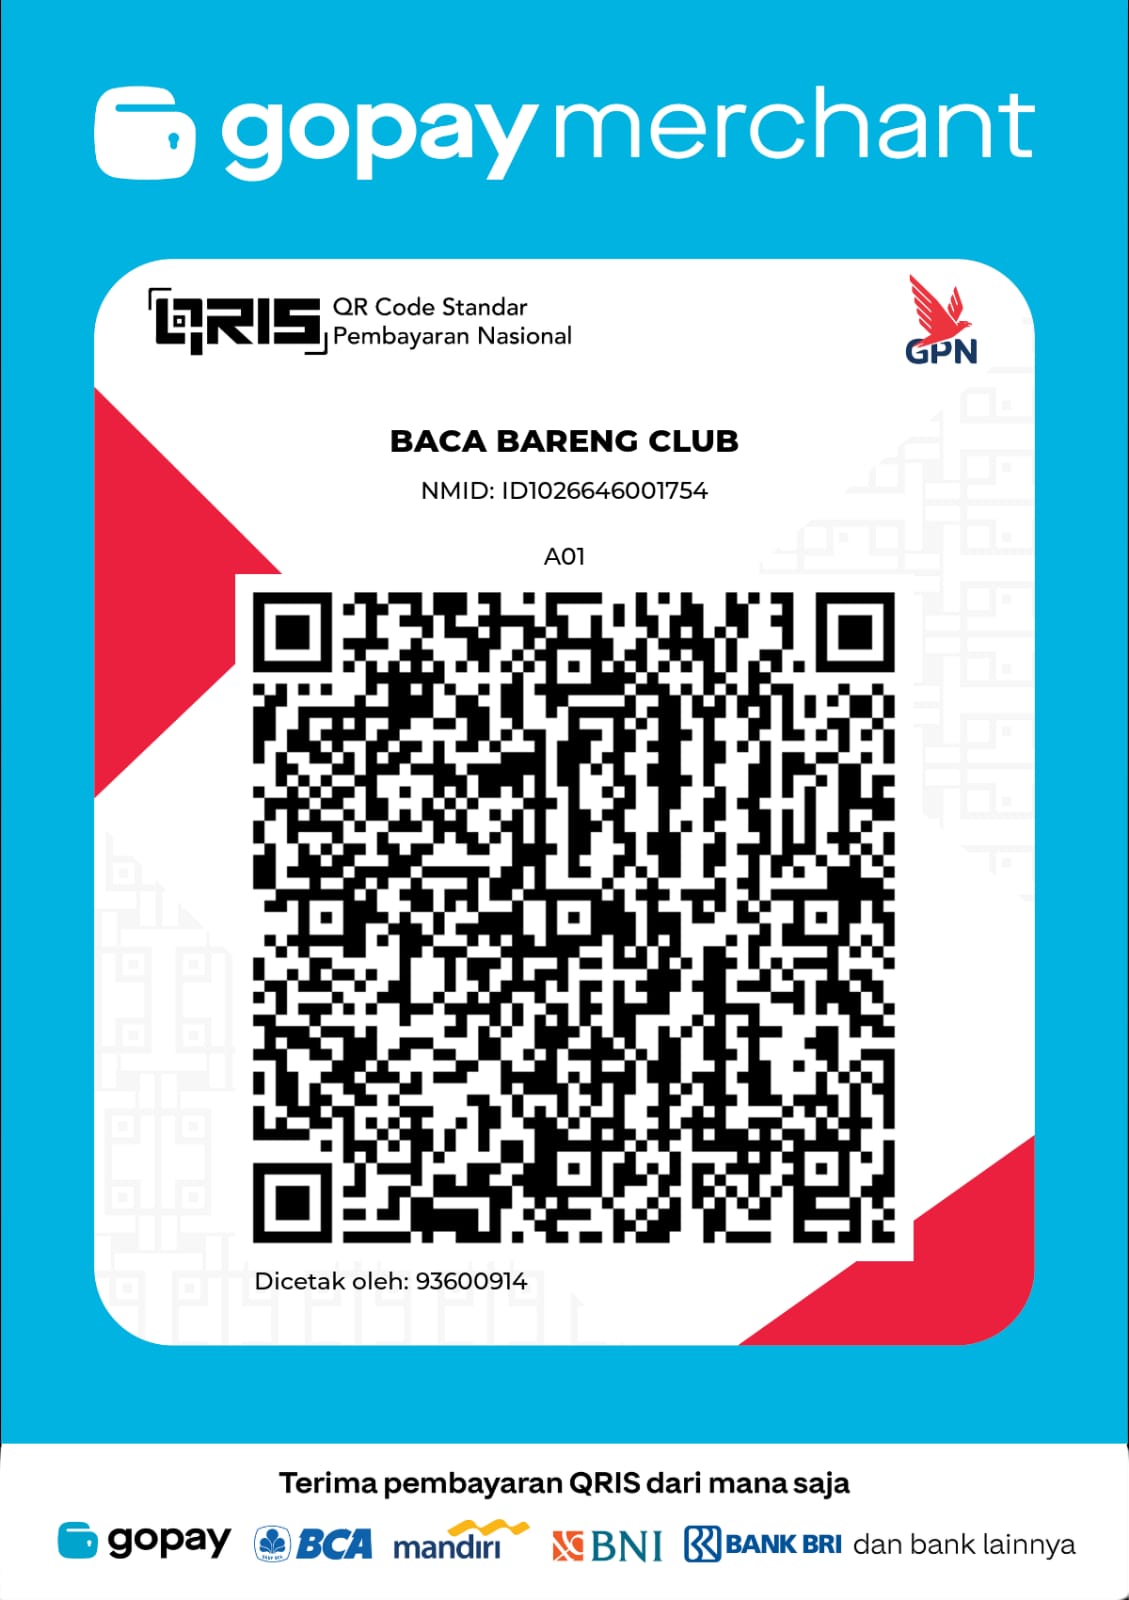 gopay merchant
QRIS QR Code Standar
Pembayaran Nasional
GPN
BACA BARENG CLUB
NMID: ID1026646001754
A01
Dicetak oleh: 93600914
Terima pembayaran QRIS dari mana saja
gopay BCA mandiri BNI BANK BRI dan bank lainnya